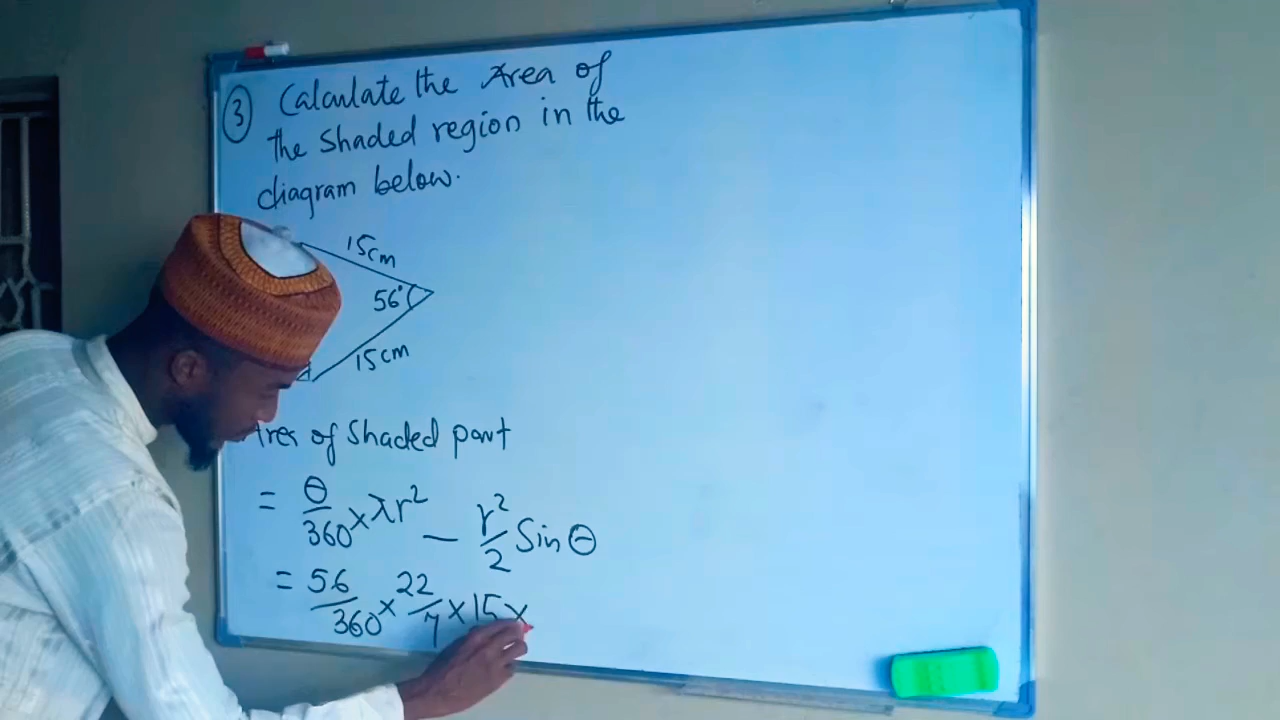 ③ Calculate the Area of
the Shaded region in the
diagram below.
15cm
56°
15cm
Area of Shaded part
= θ/360 × πr² − r²/2 Sin θ
= 56/360 × 22/7 × 15 ×